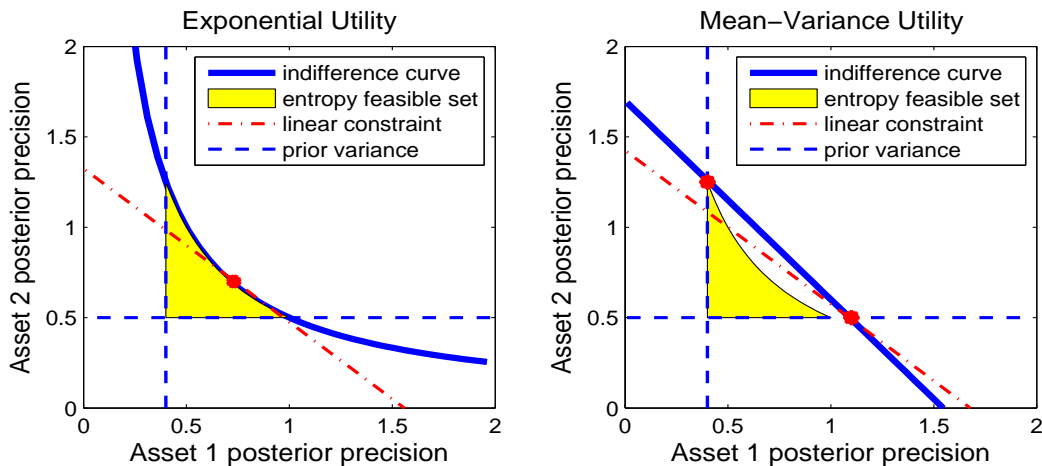 Exponential Utility
2
1.5
1
0.5
0
0
0.5
1
1.5
2
Asset 2 posterior precision
Asset 1 posterior precision
indifference curve
entropy feasible set
linear constraint
prior variance
Mean−Variance Utility
2
1.5
1
0.5
0
0
0.5
1
1.5
2
Asset 2 posterior precision
Asset 1 posterior precision
indifference curve
entropy feasible set
linear constraint
prior variance